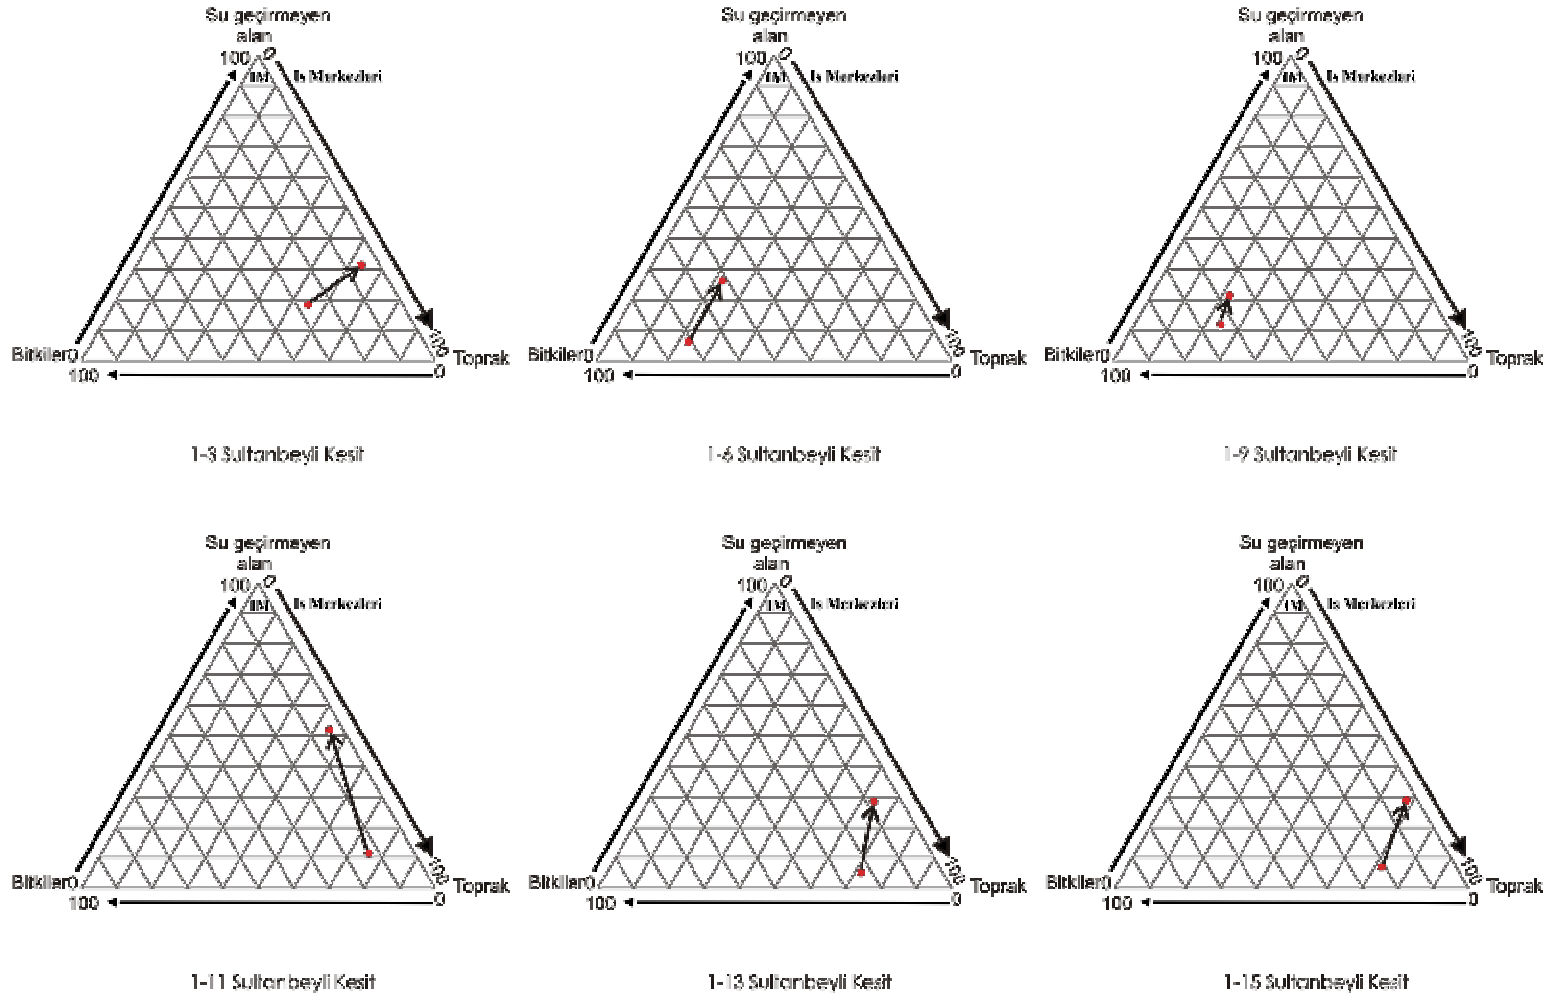 Su geçirmeyen
alan
100 0
İM İs Merkezleri
Bitkiler 0 100 Toprak
100 0
1-3 Sultanbeyli Kesit
Su geçirmeyen
alan
100 0
İM İs Merkezleri
Bitkiler 0 100 Toprak
100 0
1-6 Sultanbeyli Kesit
Su geçirmeyen
alan
100 0
İM İs Merkezleri
Bitkiler 0 100 Toprak
100 0
1-9 Sultanbeyli Kesit
Su geçirmeyen
alan
100 0
İM İs Merkezleri
Bitkiler 0 100 Toprak
100 0
1-11 Sultanbeyli Kesit
Su geçirmeyen
alan
100 0
İM İs Merkezleri
Bitkiler 0 100 Toprak
100 0
1-13 Sultanbeyli Kesit
Su geçirmeyen
alan
100 0
İM İs Merkezleri
Bitkiler 0 100 Toprak
100 0
1-15 Sultanbeyli Kesit